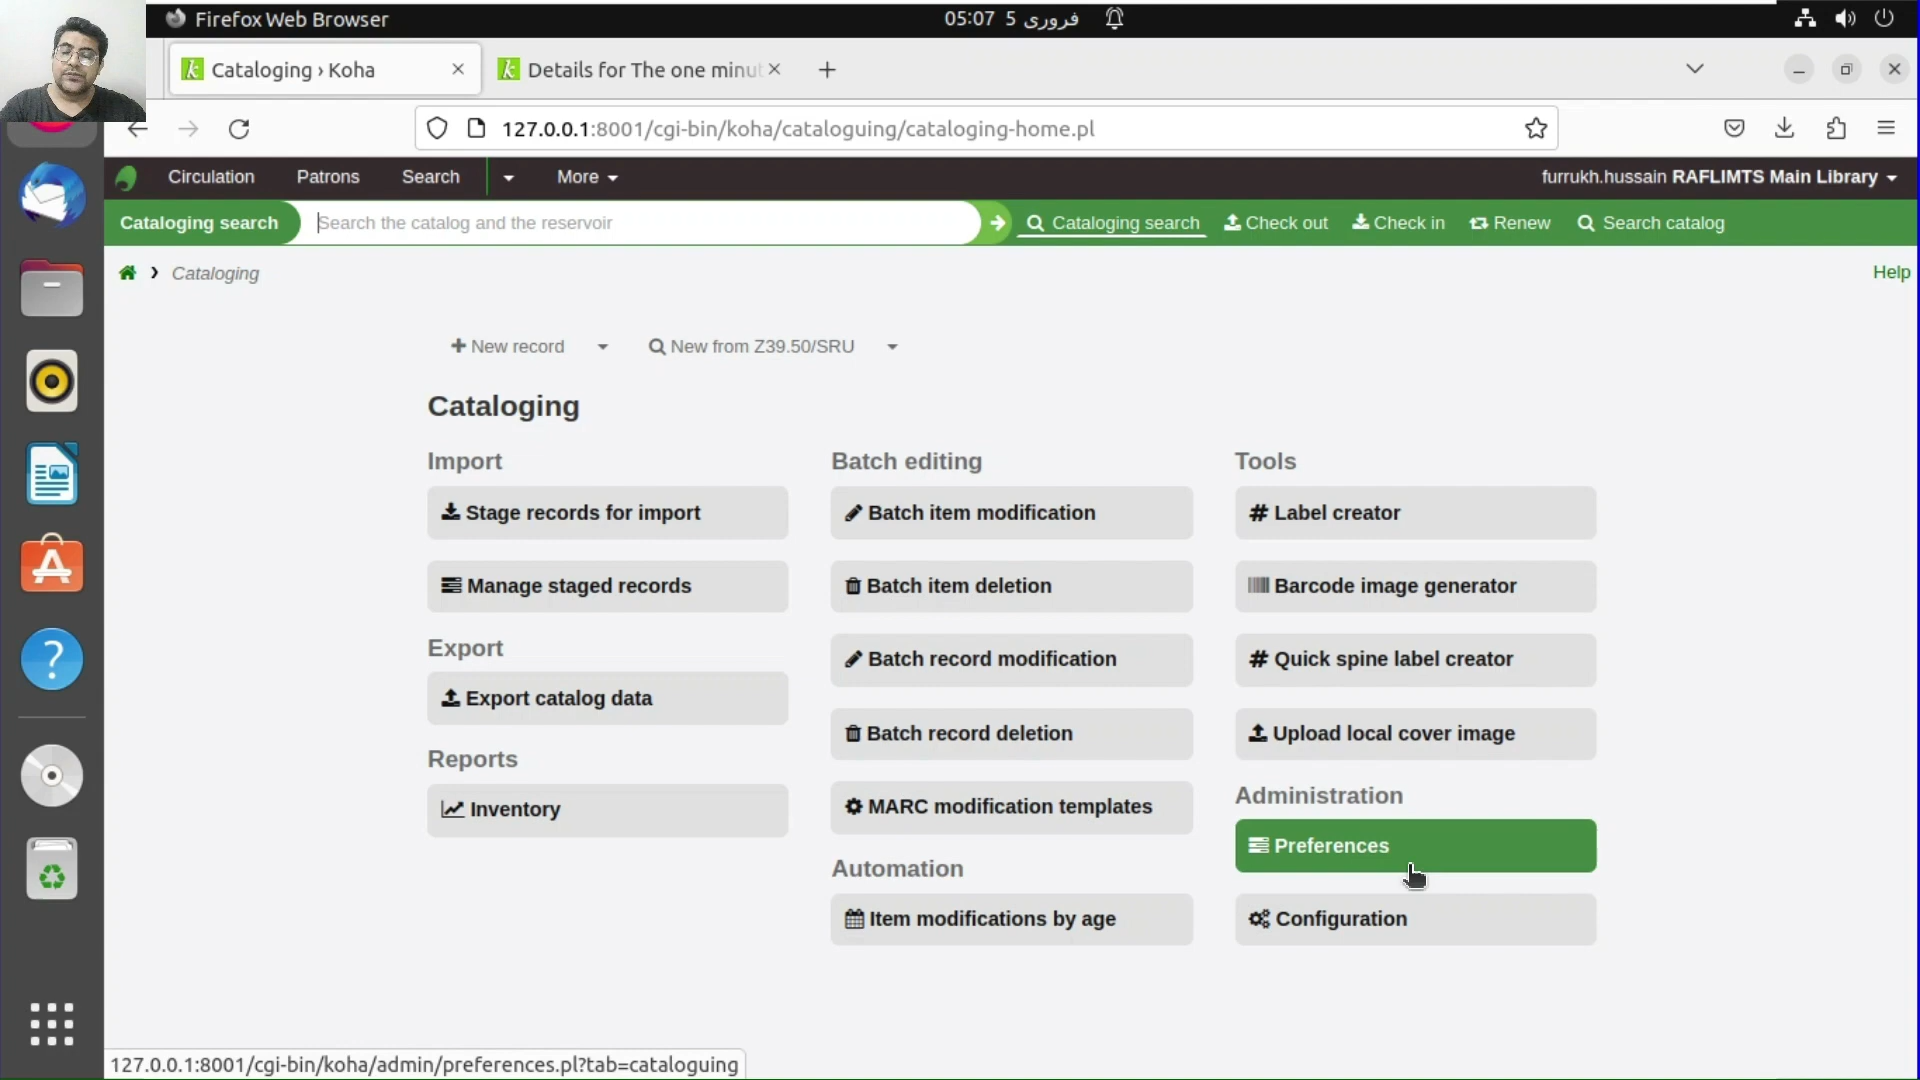 Firefox Web Browser
05:07 5 فروری
Cataloging › Koha
Details for The one minut
127.0.0.1:8001/cgi-bin/koha/cataloguing/cataloging-home.pl
Circulation Patrons Search More furrukh.hussain RAFLIMTS Main Library
Cataloging search Search the catalog and the reservoir Cataloging search Check out Check in Renew Search catalog
Cataloging Help
New record New from Z39.50/SRU
Cataloging
Import
Stage records for import
Manage staged records
Export
Export catalog data
Reports
Inventory
Batch editing
Batch item modification
Batch item deletion
Batch record modification
Batch record deletion
MARC modification templates
Automation
Item modifications by age
Tools
Label creator
Barcode image generator
Quick spine label creator
Upload local cover image
Administration
Preferences
Configuration
127.0.0.1:8001/cgi-bin/koha/admin/preferences.pl?tab=cataloguing